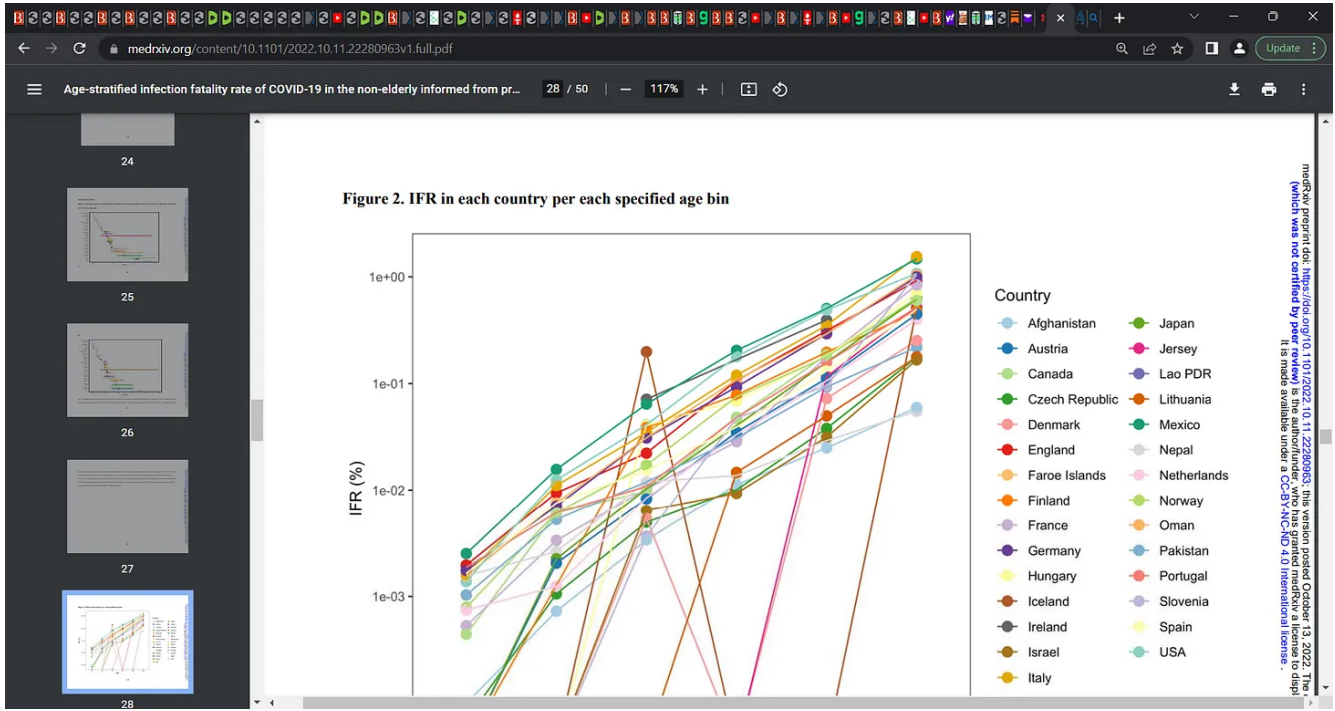 medrxiv.org/content/10.1101/2022.10.11.22280963v1.full.pdf
Update
Age-stratified infection fatality rate of COVID-19 in the non-elderly informed from pr...
28 / 50
117%
24
25
26
27
28
Figure 2. IFR in each country per each specified age bin
1e+00
1e-01
1e-02
1e-03
IFR (%)
Country
Afghanistan
Austria
Canada
Czech Republic
Denmark
England
Faroe Islands
Finland
France
Germany
Hungary
Iceland
Ireland
Israel
Italy
Japan
Jersey
Lao PDR
Lithuania
Mexico
Nepal
Netherlands
Norway
Oman
Pakistan
Portugal
Slovenia
Spain
USA
medRxiv preprint doi: https://doi.org/10.1101/2022.10.11.22280963; this version posted October 13, 2022. The
(which was not certified by peer review) is the author/funder, who has granted medRxiv a license to displ
It is made available under a CC-BY-NC-ND 4.0 International license .